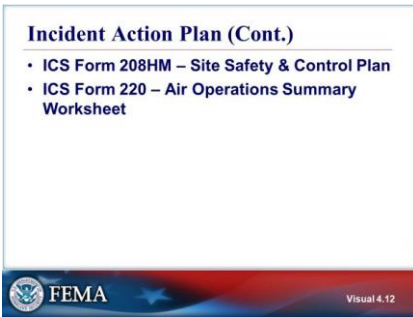 Incident Action Plan (Cont.)
• ICS Form 208HM – Site Safety & Control Plan
• ICS Form 220 – Air Operations Summary
Worksheet
FEMA
Visual 4.12